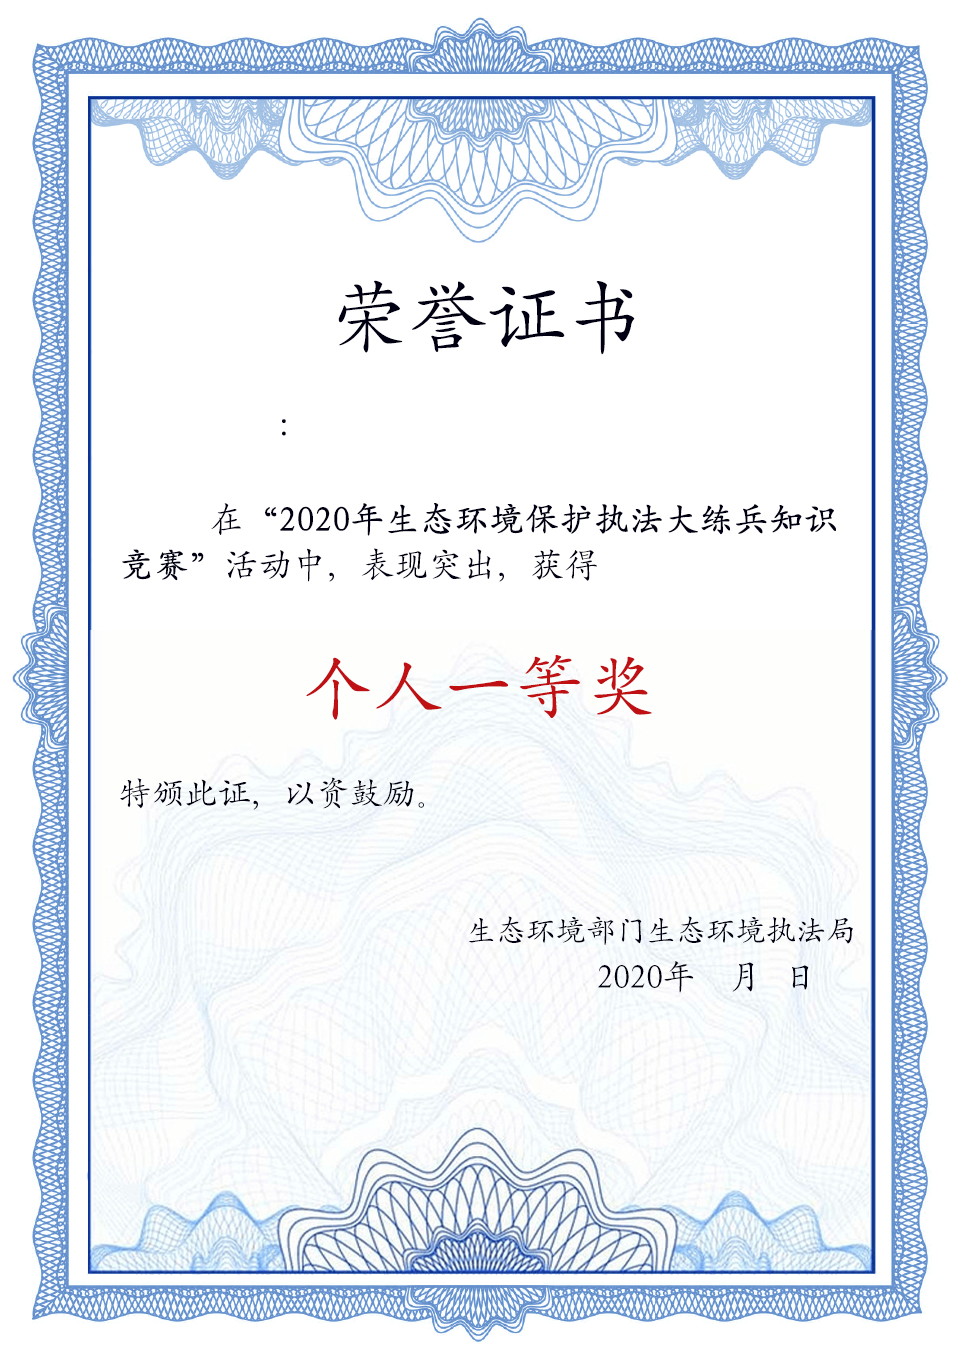 荣誉证书
：
在“2020年生态环境保护执法大练兵知识
竞赛”活动中，表现突出，获得
个人一等奖
特颁此证，以资鼓励。
生态环境部门生态环境执法局
2020年 月 日